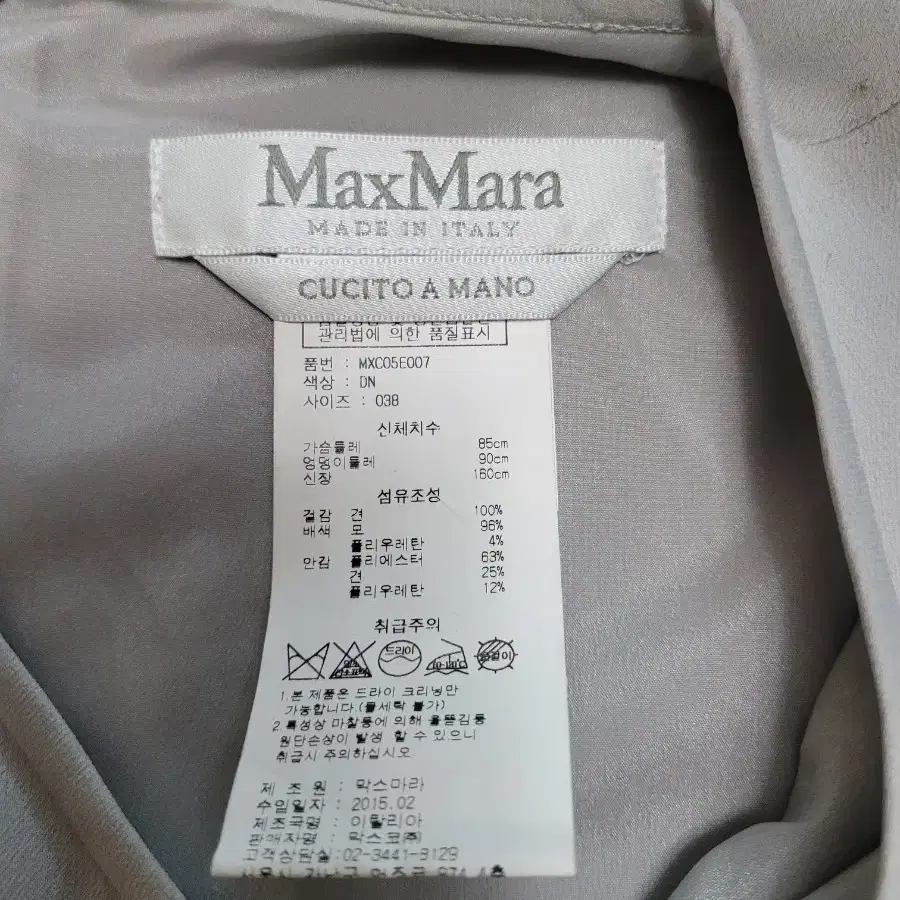 MaxMara
MADE IN ITALY
CUCITO A MANO
관리법에 의한 품질표시
품번 : MXC05E007
색상 : DN
사이즈 : 038
신체치수
가슴둘레 85cm
엉덩이둘레 90cm
신장 160cm
섬유조성
겉감 견 100%
배색 모 96%
폴리우레탄 4%
안감 폴리에스터 63%
견 25%
폴리우레탄 12%
취급주의
드라이
1.본 제품은 드라이 크리닝만
가능합니다.(물세탁 불가)
2.특성상 마찰등에 의해 올뜯김등
원단손상이 발생 할 수 있으니
취급시 주의하십시오
제 조 원 : 막스마라
수입일자 : 2015.02
제조국명 : 이탈리아
판매자명 : 막스코㈜
고객상담실:02-3441-9129